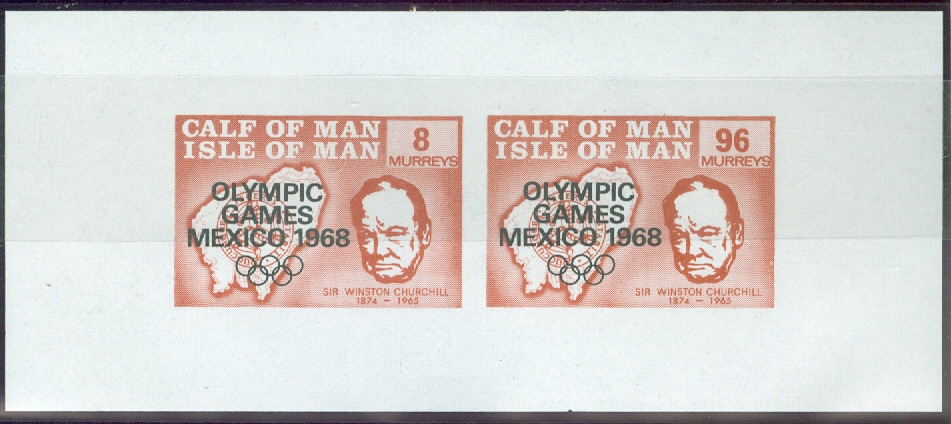 CALF OF MAN
ISLE OF MAN
8
MURREYS
OLYMPIC
GAMES
MEXICO 1968
SIR WINSTON CHURCHILL
1874 – 1965
CALF OF MAN
ISLE OF MAN
96
MURREYS
OLYMPIC
GAMES
MEXICO 1968
SIR WINSTON CHURCHILL
1874 – 1965